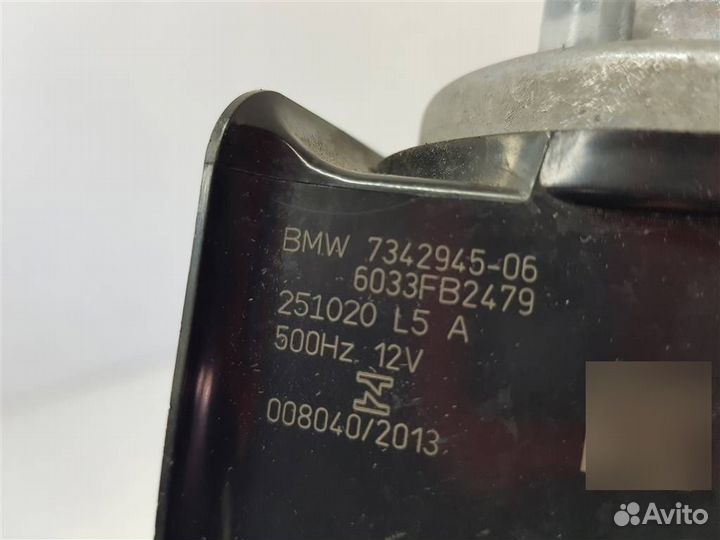 BMW 7342945-06
6033FB2479
251020 L5 A
500Hz 12V
008040/2013
Avito